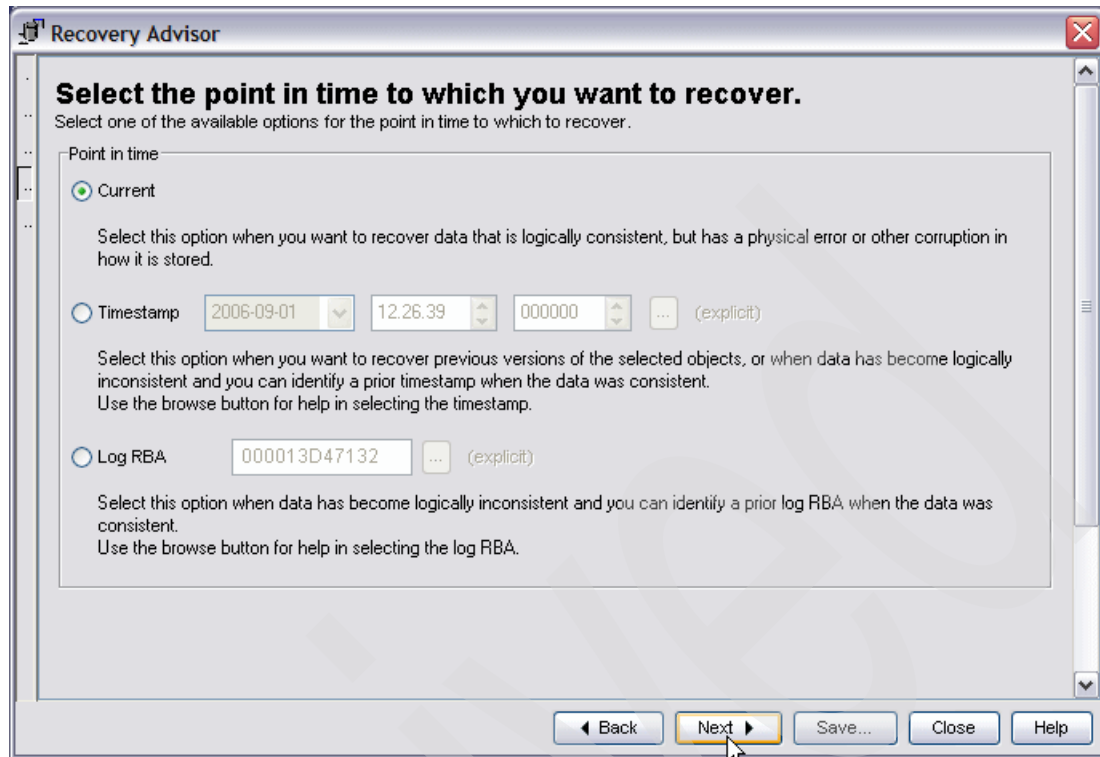 Recovery Advisor
Select the point in time to which you want to recover.
Select one of the available options for the point in time to which to recover.
Point in time
Current
Select this option when you want to recover data that is logically consistent, but has a physical error or other corruption in
how it is stored.
Timestamp 2006-09-01 12.26.39 000000 ... (explicit)
Select this option when you want to recover previous versions of the selected objects, or when data has become logically
inconsistent and you can identify a prior timestamp when the data was consistent.
Use the browse button for help in selecting the timestamp.
Log RBA 000013D47132 ... (explicit)
Select this option when data has become logically inconsistent and you can identify a prior log RBA when the data was
consistent.
Use the browse button for help in selecting the log RBA.
Back Next Save... Close Help